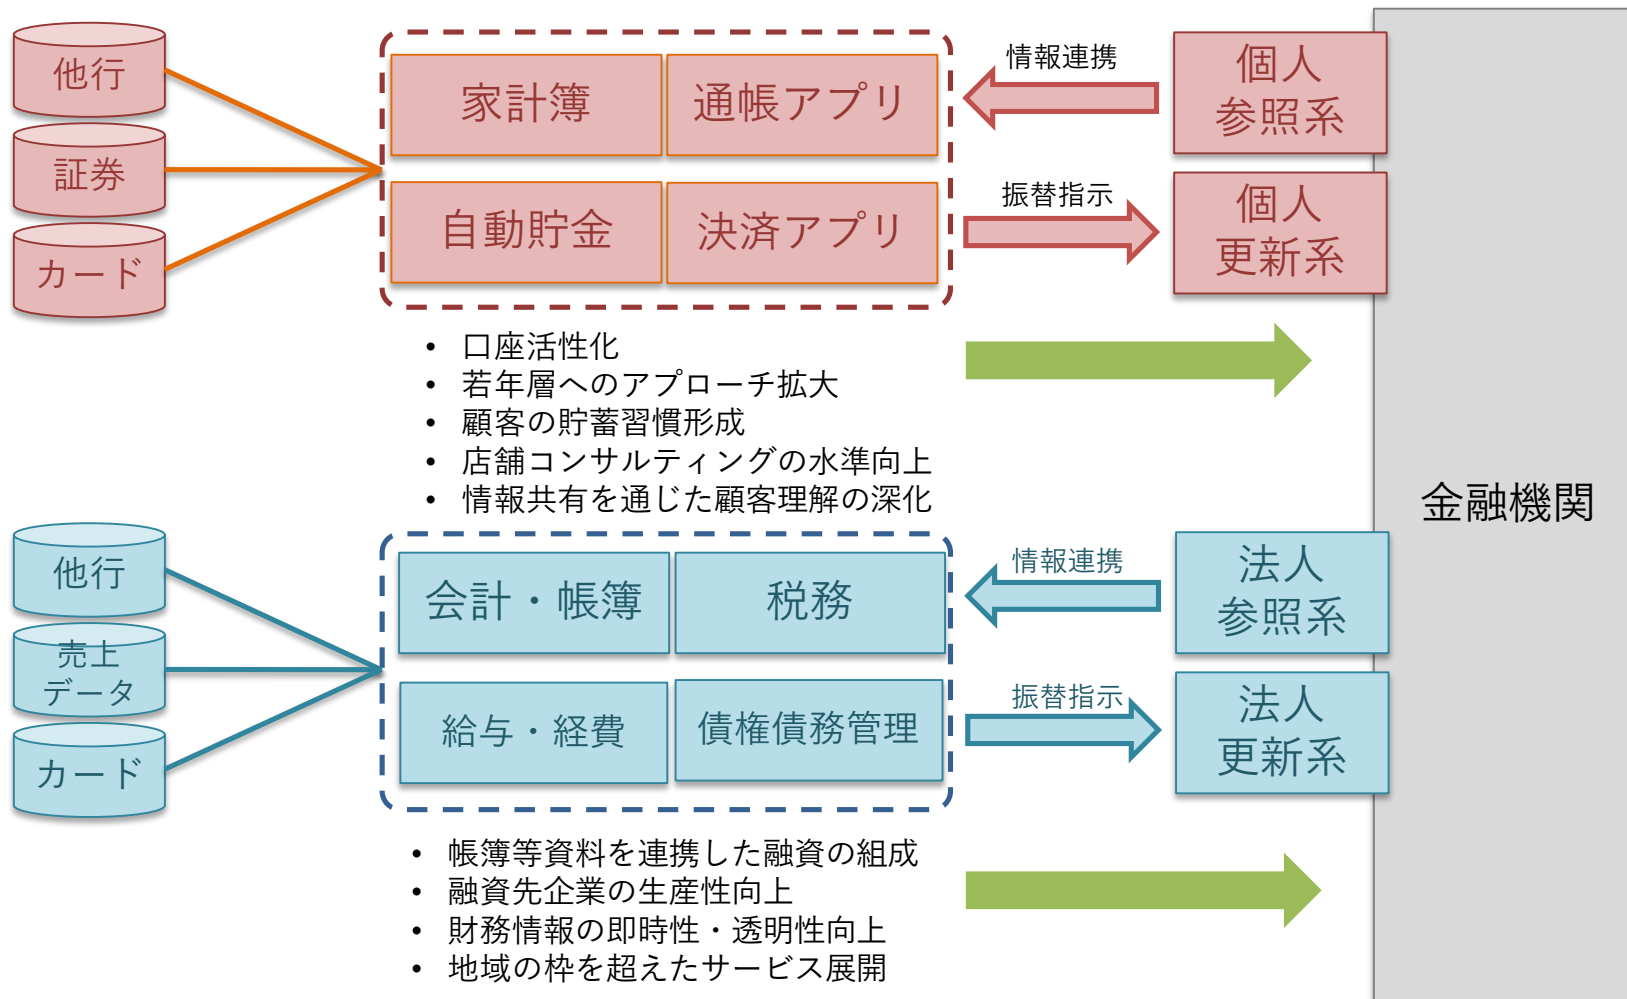 他行
証券
カード
家計簿
通帳アプリ
自動貯金
決済アプリ
情報連携
振替指示
個人
参照系
個人
更新系
• 口座活性化
• 若年層へのアプローチ拡大
• 顧客の貯蓄習慣形成
• 店舗コンサルティングの水準向上
• 情報共有を通じた顧客理解の深化
金融機関
他行
売上
データ
カード
会計・帳簿
税務
給与・経費
債権債務管理
情報連携
振替指示
法人
参照系
法人
更新系
• 帳簿等資料を連携した融資の組成
• 融資先企業の生産性向上
• 財務情報の即時性・透明性向上
• 地域の枠を超えたサービス展開